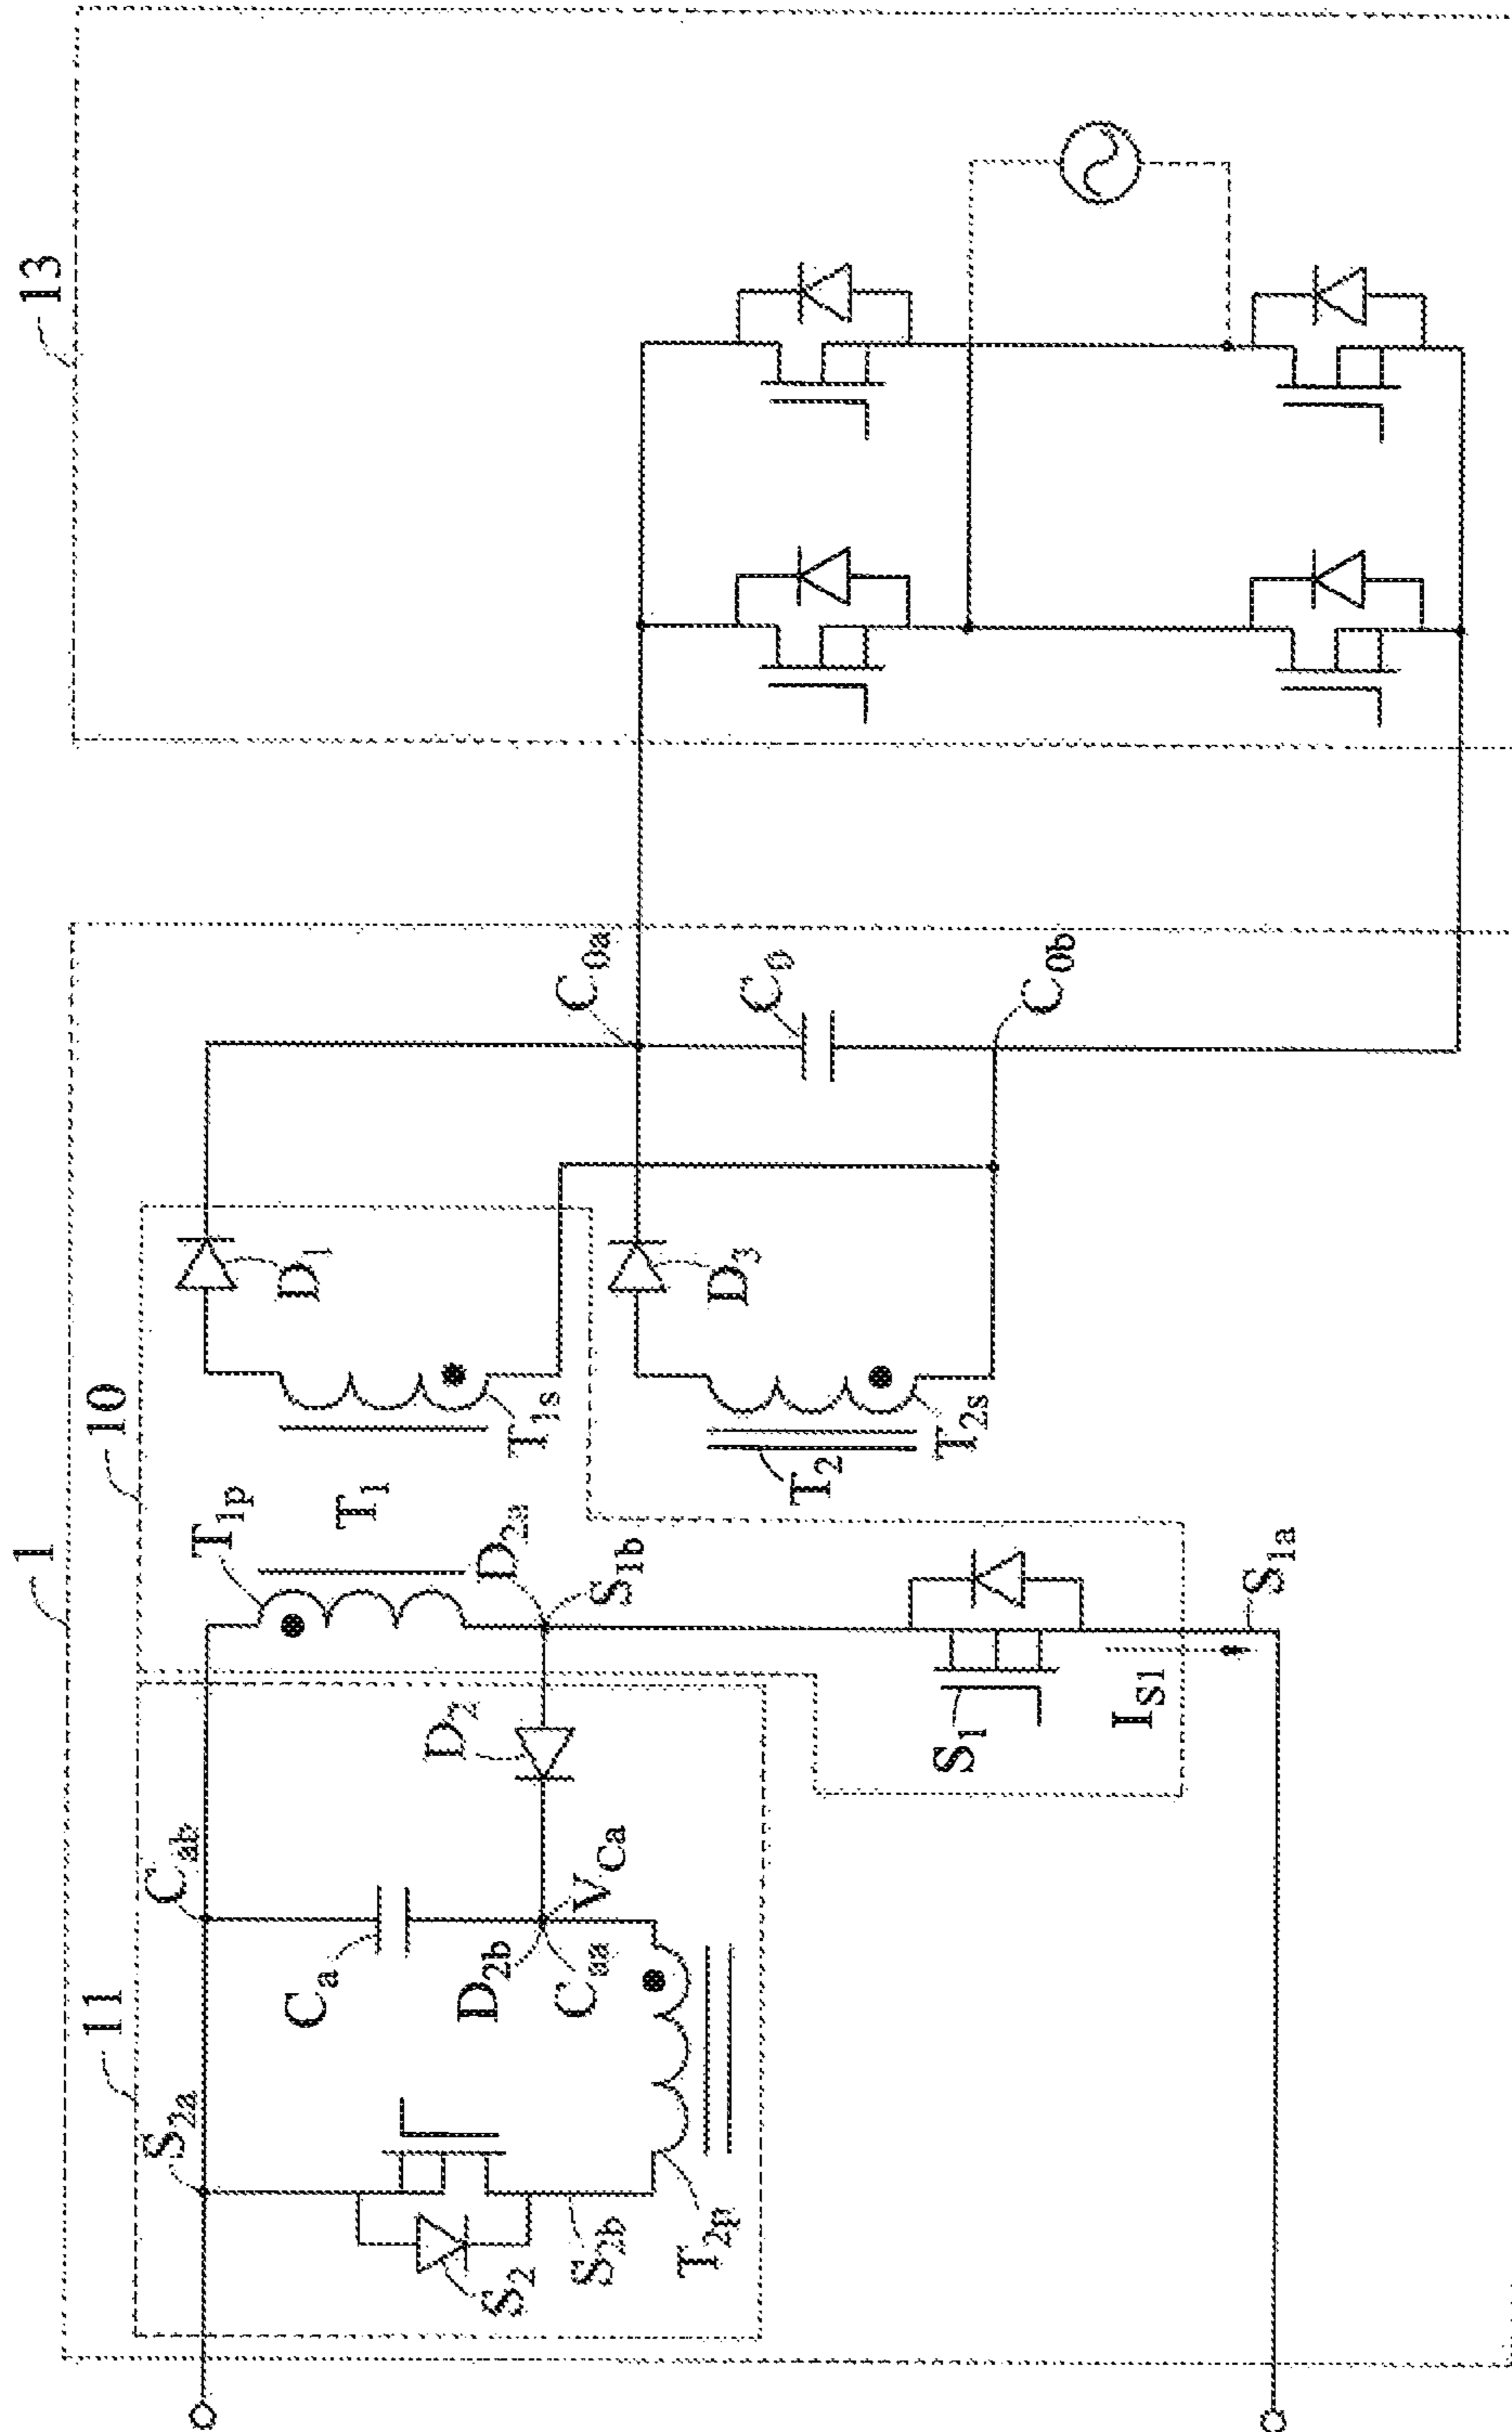 1
13
11
10
S2a
Cab
T1p
Ca
T1
D1
D2
D2b
D2a
S2
T1s
Caa
C0a
S2b
VCa
S1b
T2p
D3
C0
T2
S1
T2s
C0b
IS1
S1a